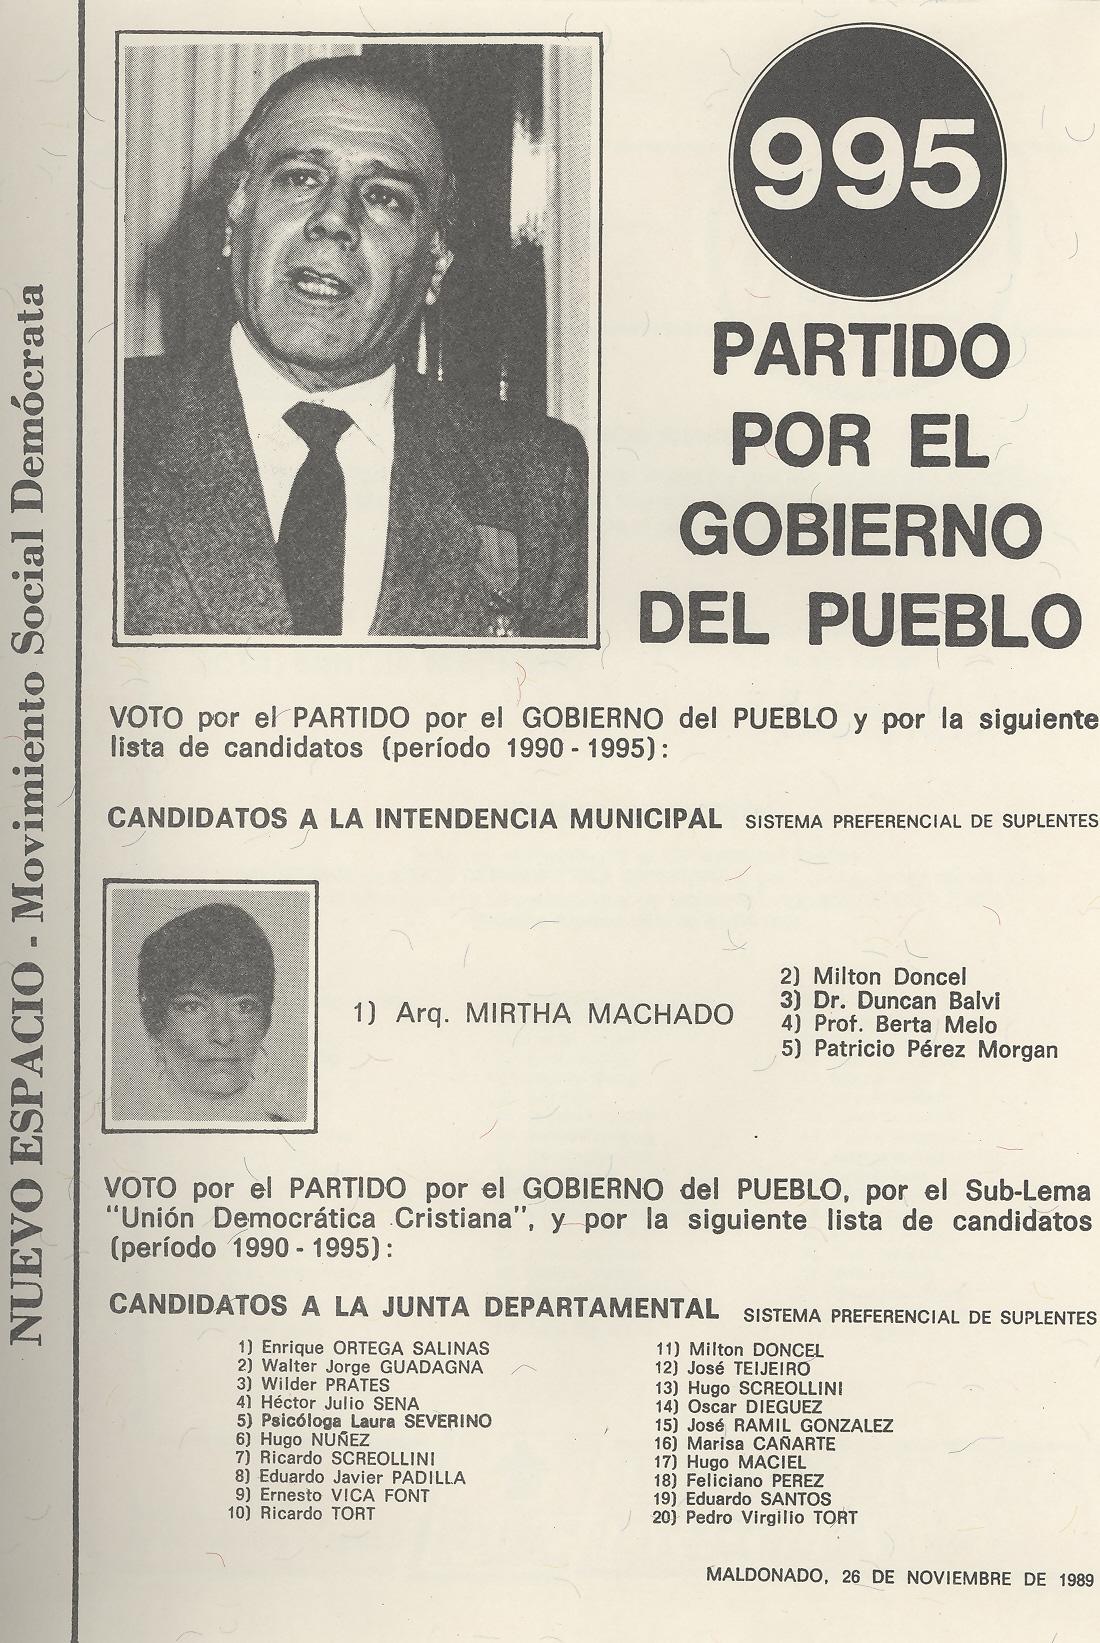 NUEVO ESPACIO - Movimiento Social Demócrata
995
PARTIDO
POR EL
GOBIERNO
DEL PUEBLO
VOTO por el PARTIDO por el GOBIERNO del PUEBLO y por la siguiente
lista de candidatos (período 1990 - 1995):
CANDIDATOS A LA INTENDENCIA MUNICIPAL SISTEMA PREFERENCIAL DE SUPLENTES
1) Arq. MIRTHA MACHADO
2) Milton Doncel
3) Dr. Duncan Balvi
4) Prof. Berta Melo
5) Patricio Pérez Morgan
VOTO por el PARTIDO por el GOBIERNO del PUEBLO, por el Sub-Lema
"Unión Democrática Cristiana", y por la siguiente lista de candidatos
(período 1990 - 1995):
CANDIDATOS A LA JUNTA DEPARTAMENTAL SISTEMA PREFERENCIAL DE SUPLENTES
1) Enrique ORTEGA SALINAS
2) Walter Jorge GUADAGNA
3) Wilder PRATES
4) Héctor Julio SENA
5) Psicóloga Laura SEVERINO
6) Hugo NUÑEZ
7) Ricardo SCREOLLINI
8) Eduardo Javier PADILLA
9) Ernesto VICA FONT
10) Ricardo TORT
11) Milton DONCEL
12) José TEIJEIRO
13) Hugo SCREOLLINI
14) Oscar DIEGUEZ
15) José RAMIL GONZALEZ
16) Marisa CAÑARTE
17) Hugo MACIEL
18) Feliciano PEREZ
19) Eduardo SANTOS
20) Pedro Virgilio TORT
MALDONADO, 26 DE NOVIEMBRE DE 1989